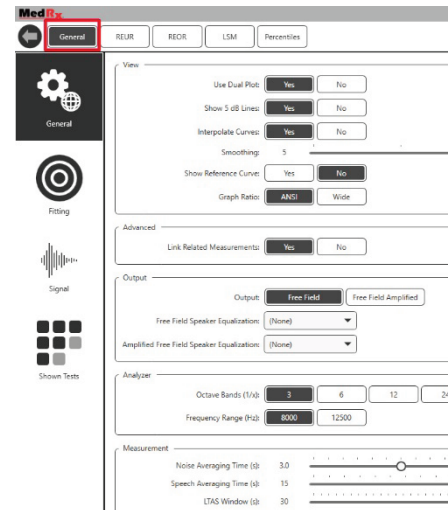 MedRx
General REUR REOR LSM Percentiles
General
Fitting
Signal
Shown Tests
View
Use Dual Plot: Yes No
Show 5 dB Lines: Yes No
Interpolate Curves: Yes No
Smoothing: 5
Show Reference Curve: Yes No
Graph Ratio: ANSI Wide
Advanced
Link Related Measurements: Yes No
Output
Output: Free Field Free Field Amplified
Free Field Speaker Equalization: (None)
Amplified Free Field Speaker Equalization: (None)
Analyzer
Octave Bands (1/x): 3 6 12 24
Frequency Range (Hz): 8000 12500
Measurement
Noise Averaging Time (s): 3.0
Speech Averaging Time (s): 15
LTAS Window (s): 30